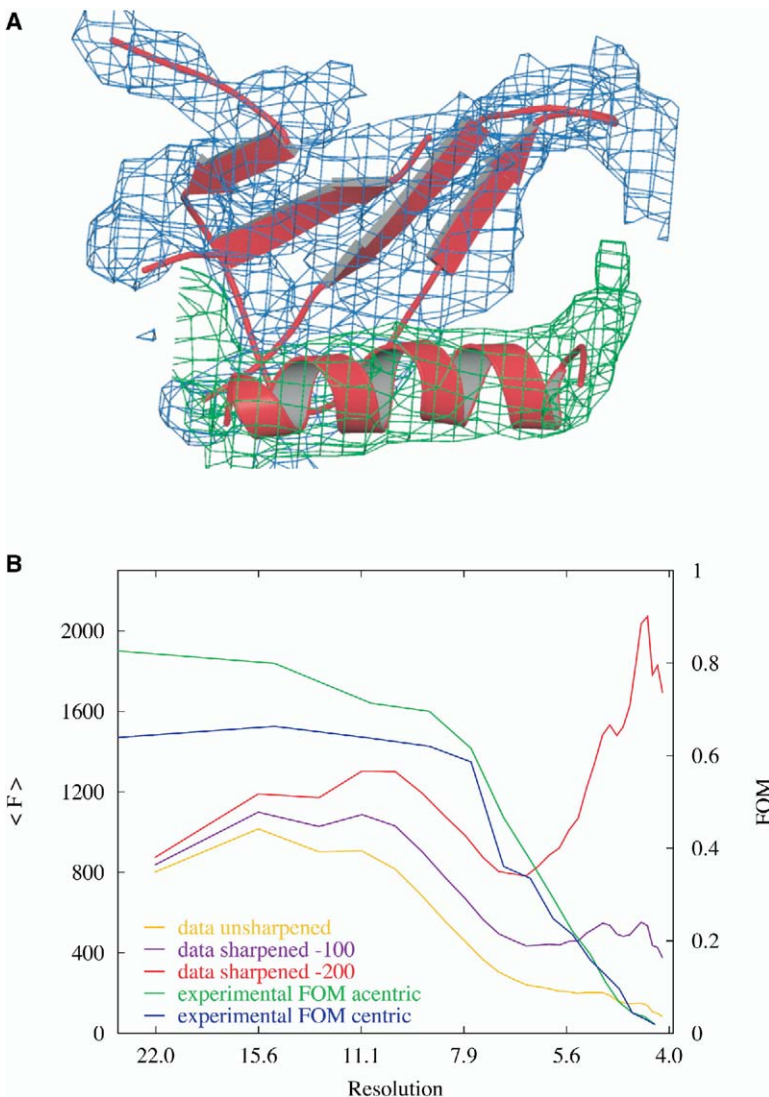 A
B
2000
1600
1200
800
400
0
< F >
1
0.8
0.6
0.4
0.2
0
FOM
data unsharpened
data sharpened -100
data sharpened -200
experimental FOM acentric
experimental FOM centric
22.0 15.6 11.1 7.9 5.6 4.0
Resolution